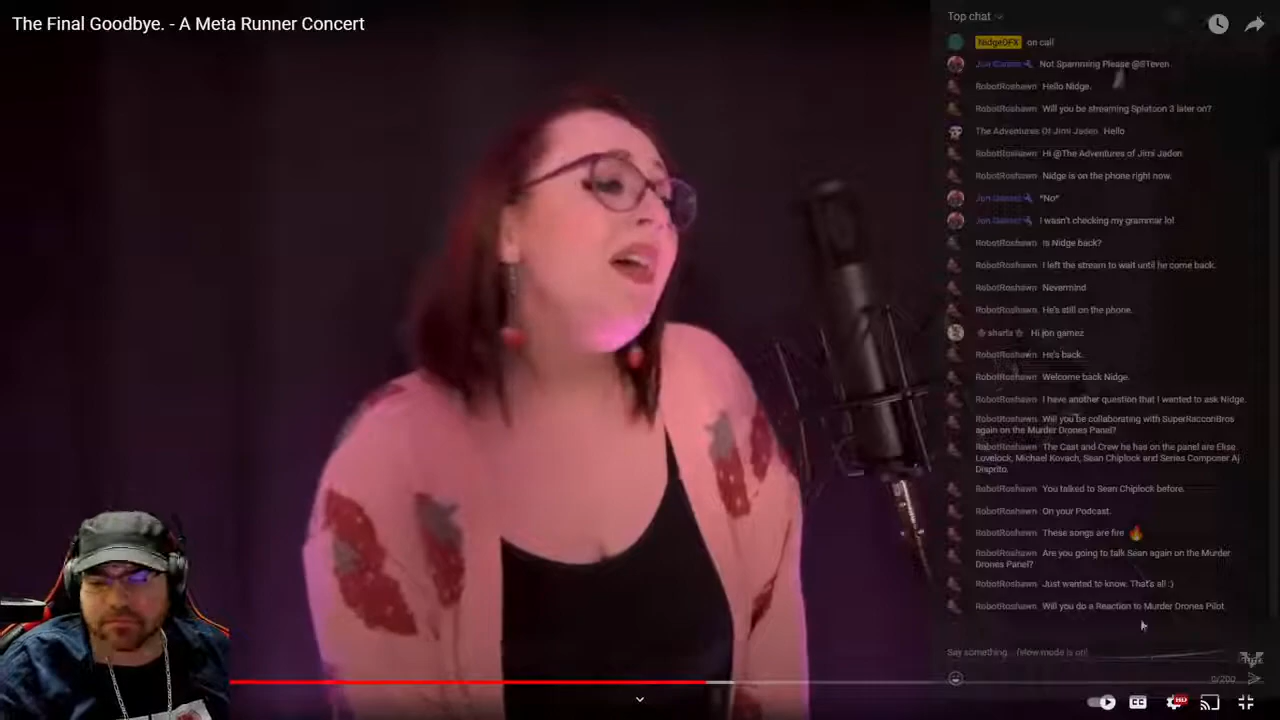 The Final Goodbye. - A Meta Runner Concert
Top chat
NidgeDFX on call
Not Spamming Please
RobotRoshawn Hello Nidge.
RobotRoshawn Will you be streaming Splatoon 3 later on?
The Adventures Of Jimi Jaden Hello
RobotRoshawn Hi @The Adventures of Jimi Jaden
RobotRoshawn Nidge is on the phone right now.
*No*
I wasn't checking my grammar lol
RobotRoshawn Is Nidge back?
RobotRoshawn I left the stream to wait until he come back.
RobotRoshawn Nevermind
RobotRoshawn He's still on the phone.
Hi jon gamez
RobotRoshawn He's back.
RobotRoshawn Welcome back Nidge.
RobotRoshawn I have another question that I wanted to ask Nidge.
RobotRoshawn Will you be collaborating with SuperRacconBros
again on the Murder Drones Panel?
RobotRoshawn The Cast and Crew he has on the panel are Elise
Lovelock, Michael Kovach, Sean Chiplock and Series Composer Aj
Disprito.
RobotRoshawn You talked to Sean Chiplock before.
RobotRoshawn On your Podcast.
RobotRoshawn These songs are fire 🔥
RobotRoshawn Are you going to talk Sean again on the Murder
Drones Panel?
RobotRoshawn Just wanted to know. That's all :)
RobotRoshawn Will you do a Reaction to Murder Drones Pilot
Say something... (slow mode is on)
0/200
CC
HD